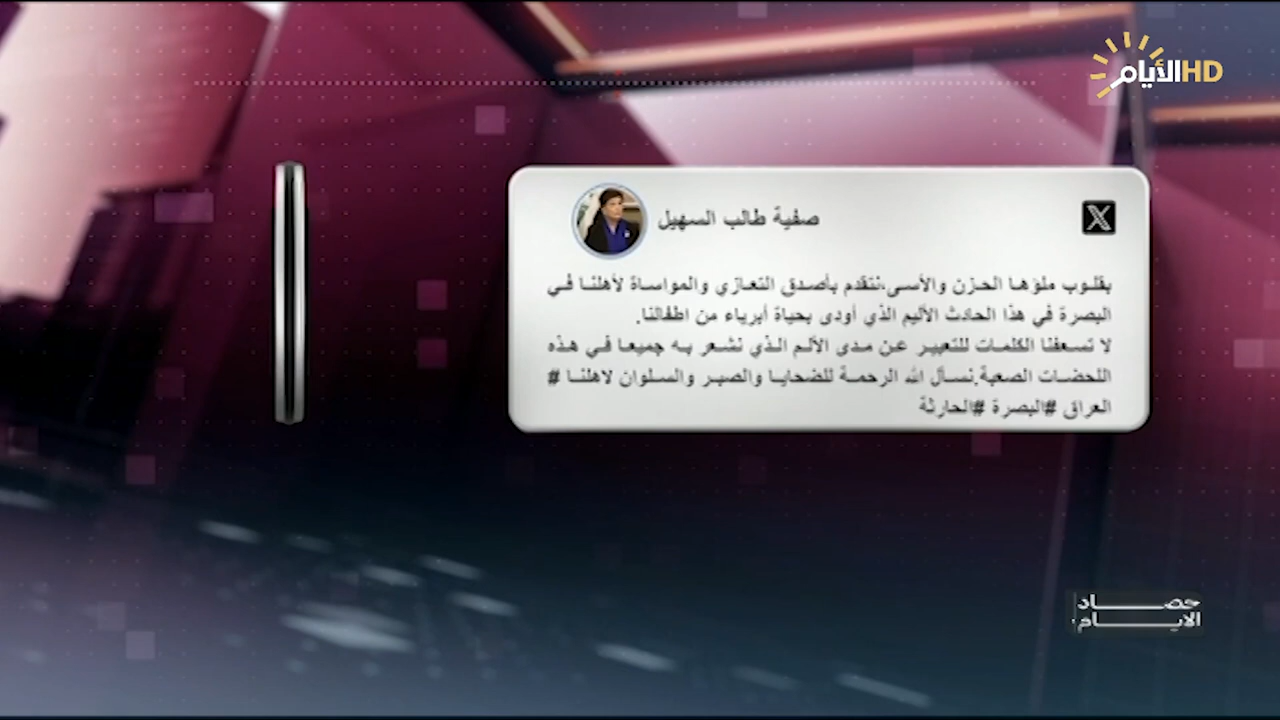 الأيام HD
صفية طالب السهيل
بقلوب ملؤها الحزن والأسى،نتقدم بأصدق التعازي والمواساة لأهلنا في
البصرة في هذا الحادث الأليم الذي أودى بحياة أبرياء من اطفالنا.
لا تسعفنا الكلمات للتعبير عن مدى الألم الذي نشعر به جميعا في هذه
اللحضات الصعبة.نسأل الله الرحمة للضحايا والصبر والسلوان لاهلنا #
العراق #البصرة #الحارثة
حصاد
الايام